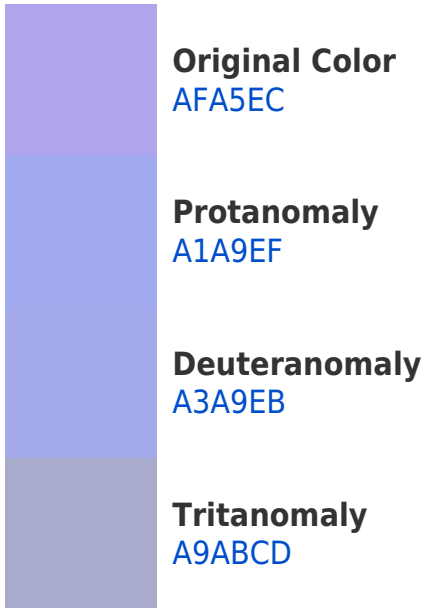 Original Color
AFA5EC
Protanomaly
A1A9EF
Deuteranomaly
A3A9EB
Tritanomaly
A9ABCD